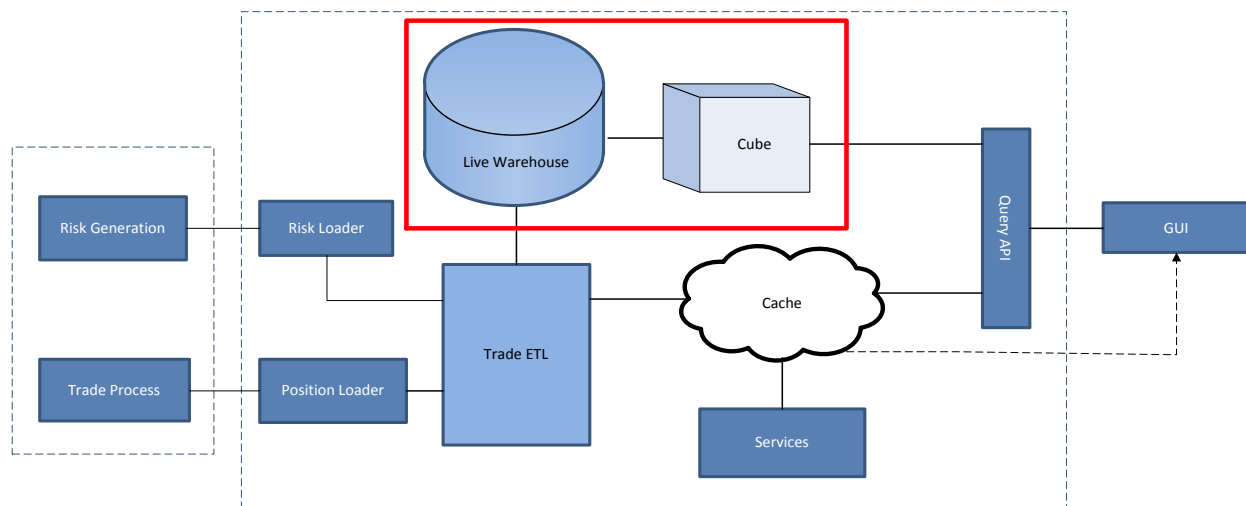 Live Warehouse
Cube
Risk Generation
Risk Loader
Query API
GUI
Cache
Trade ETL
Trade Process
Position Loader
Services